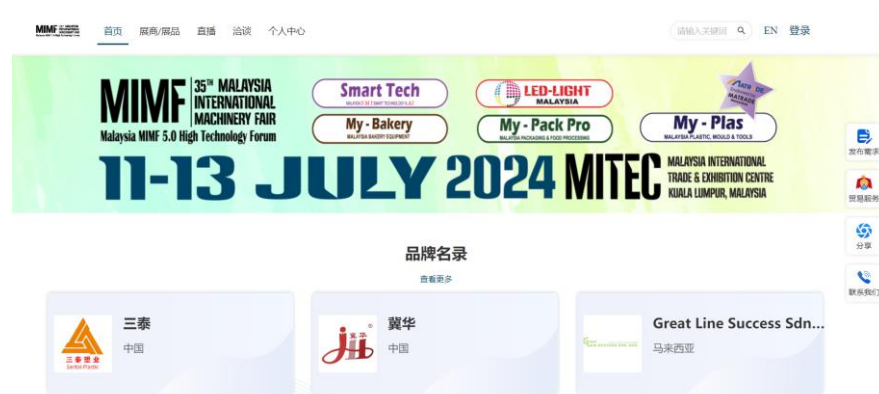 MIMF
首页 展商/展品 直播 洽谈 个人中心
请输入关键词
EN 登录
MIMF
35TH MALAYSIA
INTERNATIONAL
MACHINERY FAIR
Malaysia MIMF 5.0 High Technology Forum
Smart Tech
LED-LIGHT
MALAYSIA
MATRADE
My - Bakery
MALAYSIA BAKERY EQUIPMENT
My - Pack Pro
MALAYSIA PACKAGING & FOOD PROCESSING
My - Plas
MALAYSIA PLASTIC, MOULD & TOOLS
11-13 JULY 2024 MITEC
MALAYSIA INTERNATIONAL
TRADE & EXHIBITION CENTRE
KUALA LUMPUR, MALAYSIA
发布需求
贸易服务
分享
联系我们
品牌名录
查看更多
三泰
中国
三泰塑业
Santai Plastic
冀华
中国
冀华
Great Line Success Sdn...
马来西亚